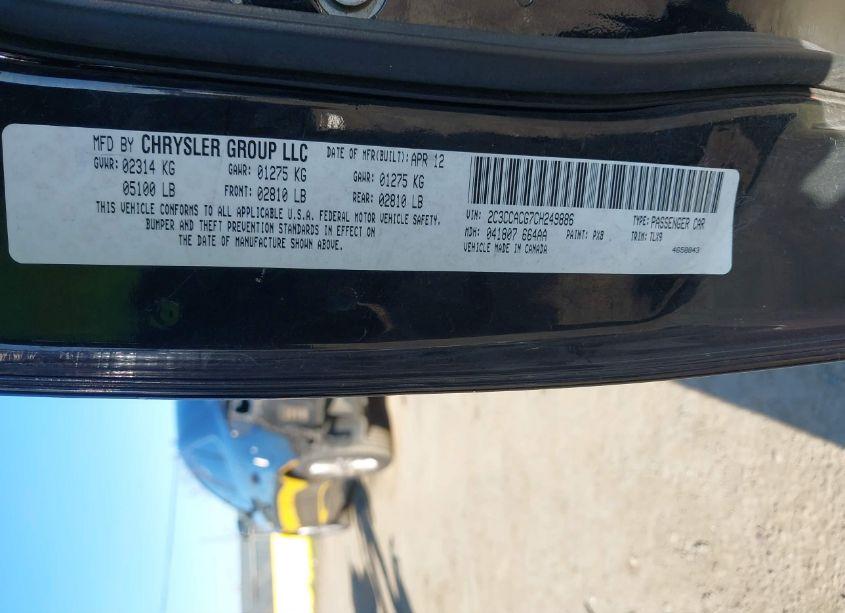 MFD BY CHRYSLER GROUP LLC DATE OF MFR(BUILT): APR 12
GVWR: 02314 KG GAWR: 01275 KG GAWR: 01275 KG
05100 LB FRONT: 02810 LB REAR: 02810 LB
THIS VEHICLE CONFORMS TO ALL APPLICABLE U.S.A. FEDERAL MOTOR VEHICLE SAFETY,
BUMPER AND THEFT PREVENTION STANDARDS IN EFFECT ON
THE DATE OF MANUFACTURE SHOWN ABOVE.
VIN: 2C3CCACG7CH249886 TYPE: PASSENGER CAR
MDH: 041807 664AA PAINT: PX8 TRIM: TLX9
VEHICLE MADE IN CANADA 4658843